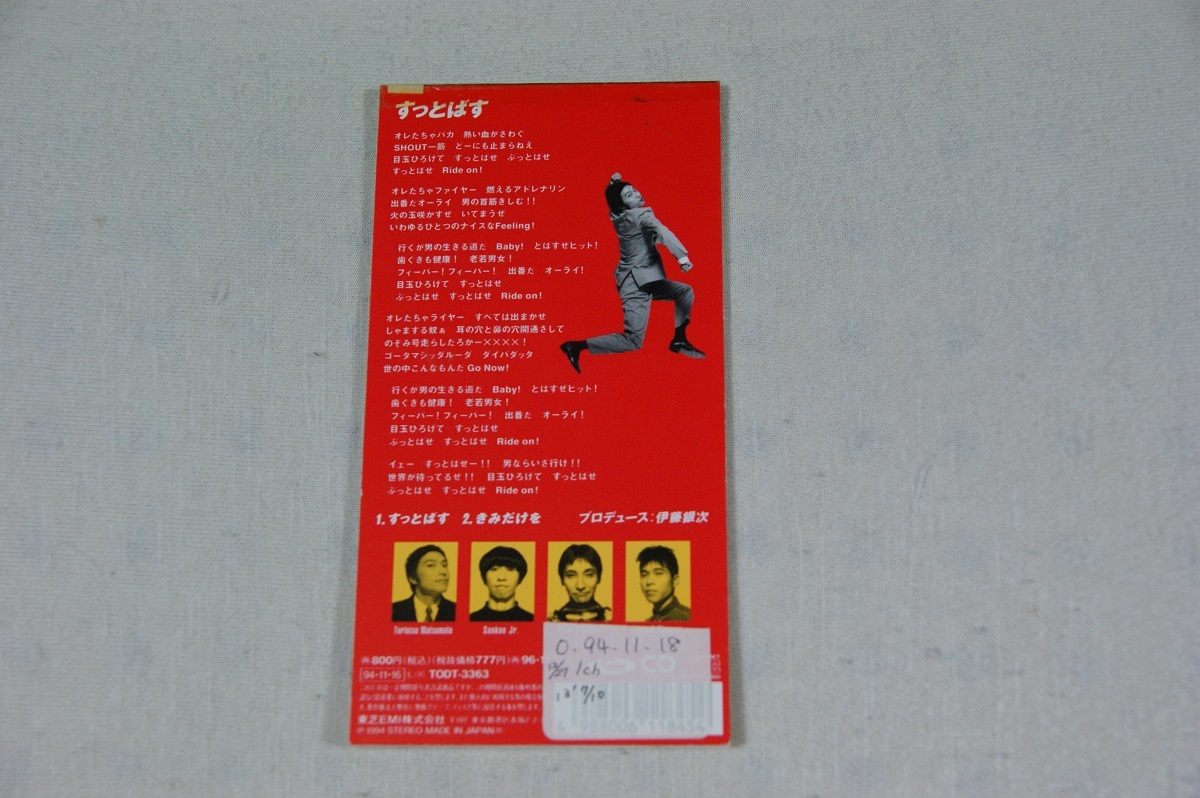 すっとばす
オレたちゃバカ 熱い血がさわぐ
SHOUT一筋 とーにも止まらねえ
目玉ひろげて すっとばせ ぶっとばせ
すっとばせ Ride on!
オレたちゃファイヤー 燃えるアドレナリン
出番だオーライ 男の首筋きしむ!!
火の玉咲かすぜ いてまうぜ
いわゆるひとつのナイスなFeeling!
行くが男の生きる道だ Baby! とばすぜヒット!
歯ぐきも健康! 老若男女!
フィーバー!フィーバー! 出番だ オーライ!
目玉ひろげて すっとばせ
ぶっとばせ すっとばせ Ride on!
オレたちゃライヤー すべては出まかせ
じゃまする奴ぁ 耳の穴と鼻の穴開通さして
のぞみ号走らしたろかー××××!
ゴータマシッタルーダ タイバダッタ
世の中こんなもんだ Go Now!
行くが男の生きる道だ Baby! とばすぜヒット!
歯ぐきも健康! 老若男女!
フィーバー!フィーバー! 出番だ オーライ!
目玉ひろげて すっとばせ
ぶっとばせ すっとばせ Ride on!
イェー すっとばせー!! 男ならいざ行け!!
世界が待ってるぜ!! 目玉ひろげて すっとばせ
ぶっとばせ すっとばせ Ride on!
1.すっとばす 2.きみだけを プロデュース:伊藤銀次
Tortoise Matsumoto Sankon Jr.
0-94-11-18
1ch
12' 7/10
800円(税込)(税抜価格777円) 96・1
94・11・16 TODT-3363
東芝EMI株式会社
℗1994 STEREO MADE IN JAPAN